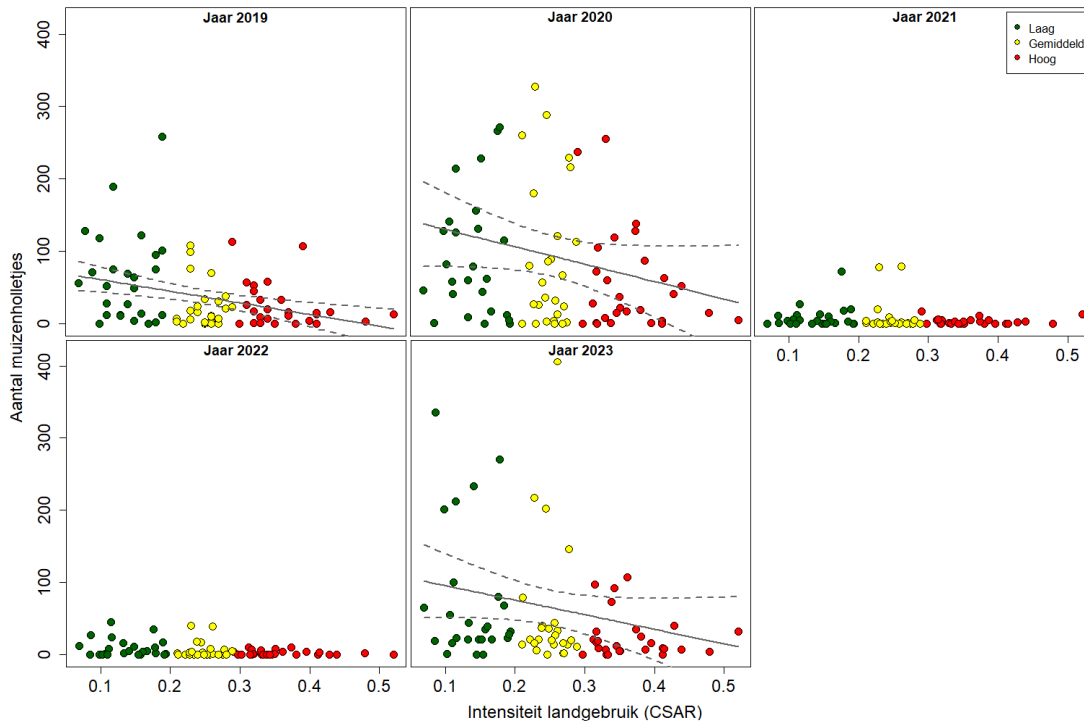 Jaar 2019
Jaar 2020
Jaar 2021
Laag
Gemiddeld
Hoog
400
300
200
100
0
0.1 0.2 0.3 0.4 0.5
Aantal muizenholletjes
Jaar 2022
Jaar 2023
400
300
200
100
0
0.1 0.2 0.3 0.4 0.5
0.1 0.2 0.3 0.4 0.5
Intensiteit landgebruik (CSAR)